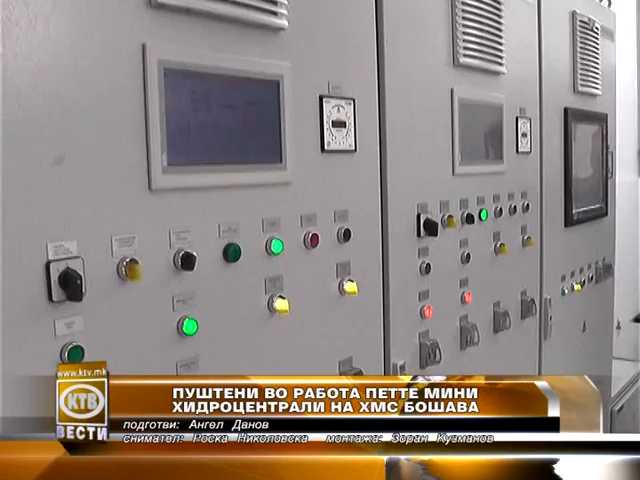 www.ktv.mk
КТВ
ВЕСТИ
ПУШТЕНИ ВО РАБОТА ПЕТТЕ МИНИ
ХИДРОЦЕНТРАЛИ НА ХМС БОШАВА
подготви: Ангел Данов
снимател: Роска Николовска монтажа: Зоран Кузманов